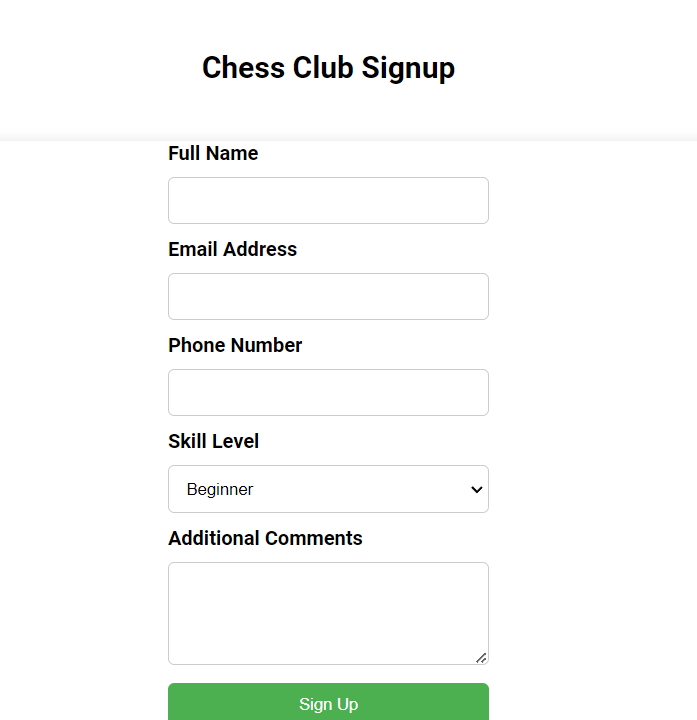 Chess Club Signup
Full Name
Email Address
Phone Number
Skill Level
Beginner
Additional Comments
Sign Up